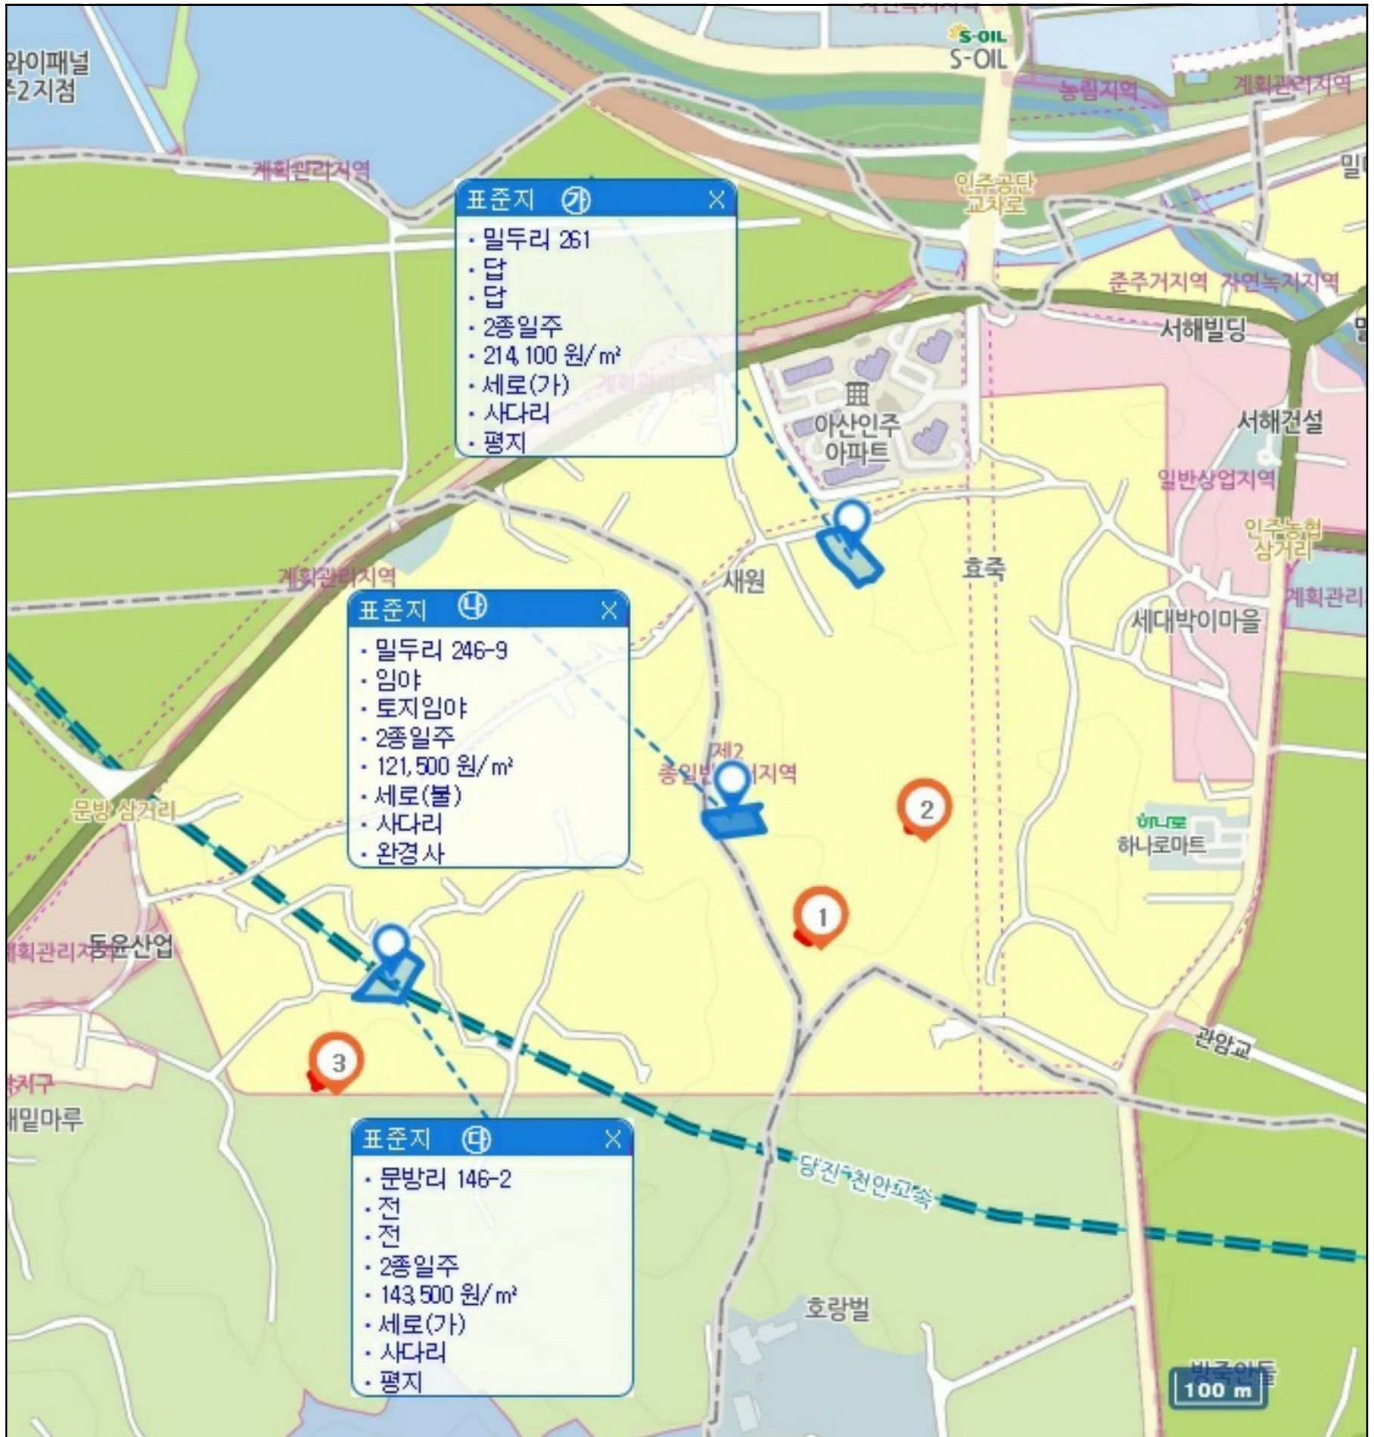 S-OIL
S-OIL
와이패널
2지점
농림지역
계획관리지역
계획관리지역
인주공단
교차로
표준지 ㉮ X
· 밀두리 261
· 답
· 답
· 2종일주
· 214,100 원/㎡
· 세로(가)
· 사다리
· 평지
준주거지역
자연녹지지역
서해빌딩
계획관리지역
아산인주
아파트
서해건설
일반상업지역
인주농협
삼거리
계획관리지역
새원
효죽
계획관리
세대박이마을
표준지 ㉯ X
· 밀두리 246-9
· 임야
· 토지임야
· 2종일주
· 121,500 원/㎡
· 세로(불)
· 사다리
· 완경사
제2
문방 삼거리
2
하나로
하나로마트
1
동윤산업
관암교
3
표준지 ㉰ X
· 문방리 146-2
· 전
· 전
· 2종일주
· 143,500 원/㎡
· 세로(가)
· 사다리
· 평지
당진-천안고속
호랑벌
100 m